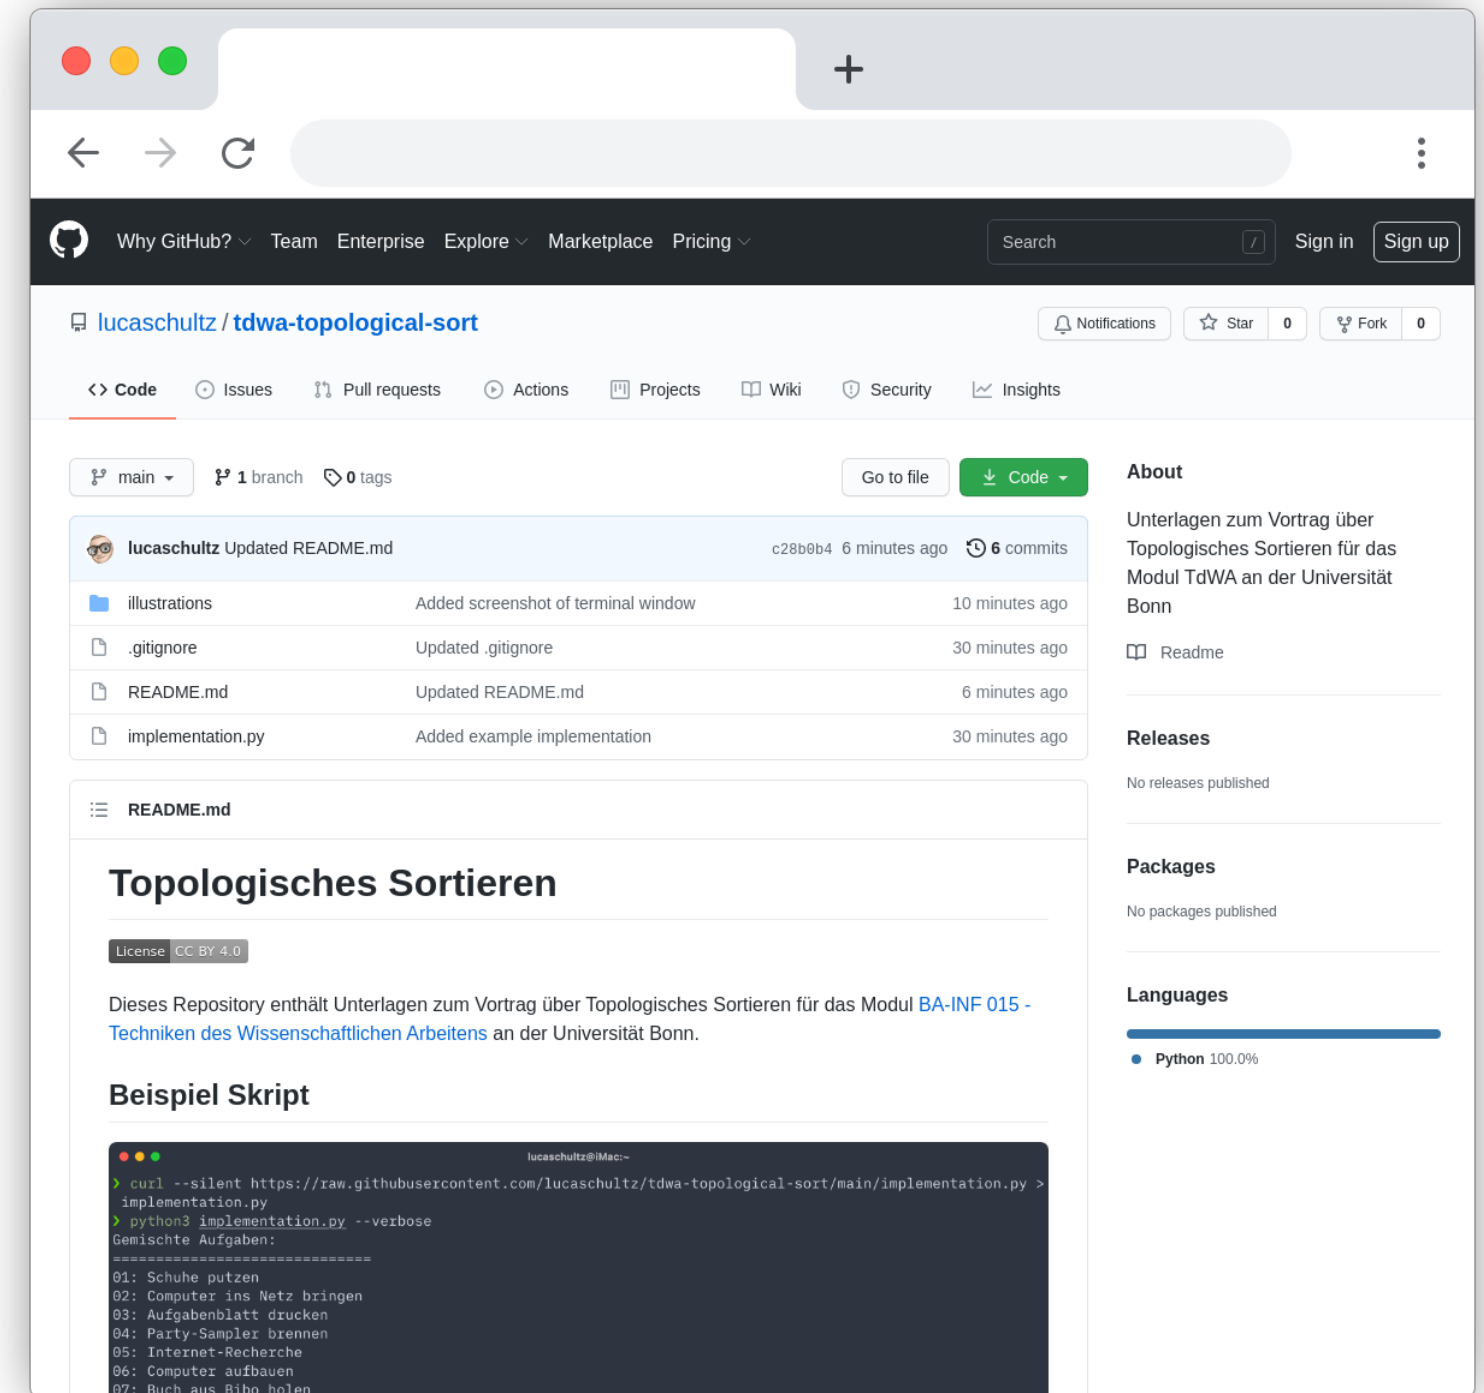 Why GitHub? Team Enterprise Explore Marketplace Pricing Search / Sign in Sign up
lucaschultz / tdwa-topological-sort Notifications Star 0 Fork 0
Code Issues Pull requests Actions Projects Wiki Security Insights
main 1 branch 0 tags Go to file Code
lucaschultz Updated README.md c28b0b4 6 minutes ago 6 commits
illustrations Added screenshot of terminal window 10 minutes ago
.gitignore Updated .gitignore 30 minutes ago
README.md Updated README.md 6 minutes ago
implementation.py Added example implementation 30 minutes ago
README.md
Topologisches Sortieren
License CC BY 4.0
Dieses Repository enthält Unterlagen zum Vortrag über Topologisches Sortieren für das Modul BA-INF 015 -
Techniken des Wissenschaftlichen Arbeitens an der Universität Bonn.
Beispiel Skript
lucaschultz@iMac:~
❯ curl --silent https://raw.githubusercontent.com/lucaschultz/tdwa-topological-sort/main/implementation.py >
implementation.py
❯ python3 implementation.py --verbose
Gemischte Aufgaben:
==============================
01: Schuhe putzen
02: Computer ins Netz bringen
03: Aufgabenblatt drucken
04: Party-Sampler brennen
05: Internet-Recherche
06: Computer aufbauen
07: Buch aus Bibo holen
About
Unterlagen zum Vortrag über
Topologisches Sortieren für das
Modul TdWA an der Universität
Bonn
Readme
Releases
No releases published
Packages
No packages published
Languages
Python 100.0%